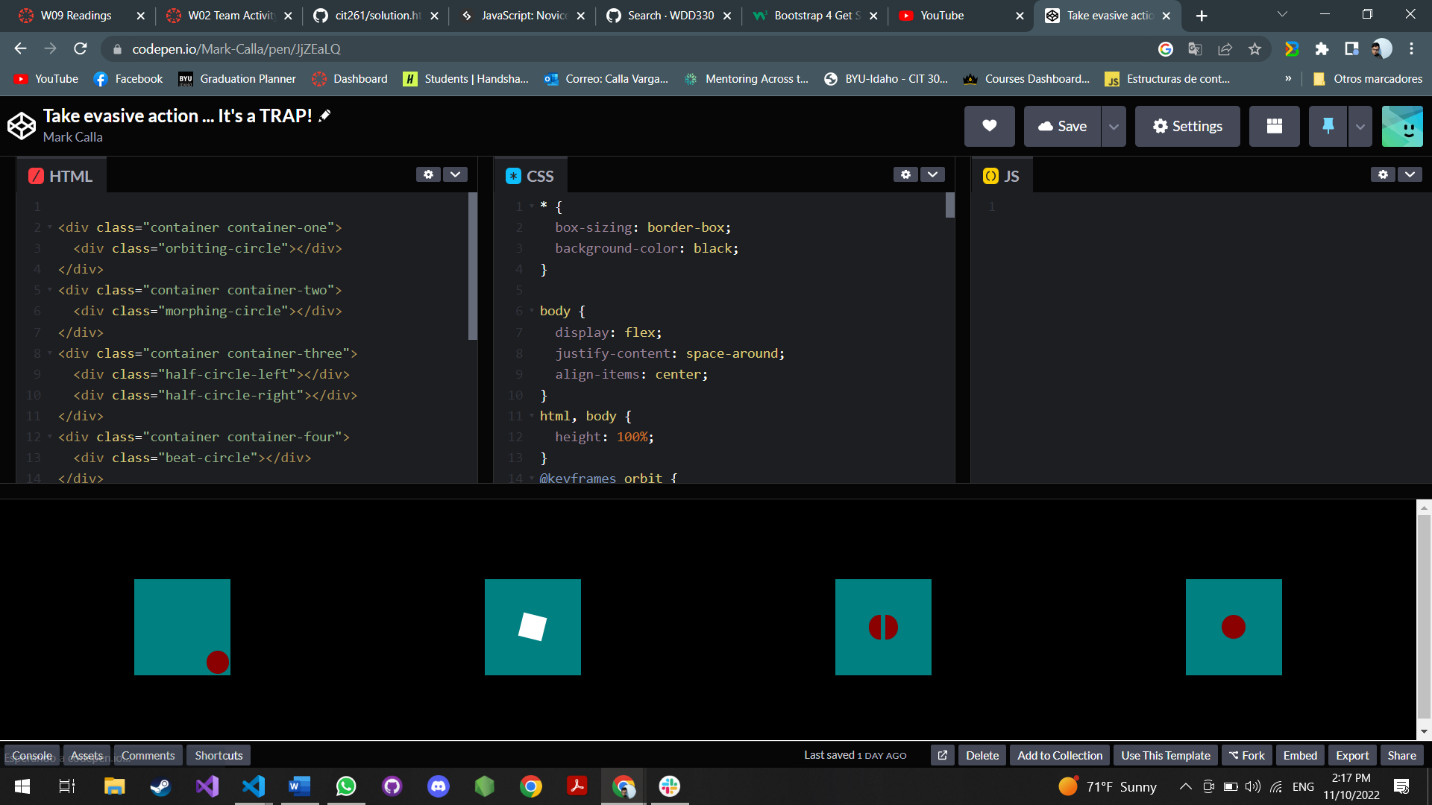 W09 Readings
W02 Team Activit
cit261/solution.ht
JavaScript: Novice
Search · WDD330
Bootstrap 4 Get S
YouTube
Take evasive actio
codepen.io/Mark-Calla/pen/JjZEaLQ
YouTube
Facebook
BYU
Graduation Planner
Dashboard
Students | Handsha...
Correo: Calla Varga...
Mentoring Across t...
BYU-Idaho - CIT 30...
Courses Dashboard...
JS
Estructuras de cont...
»
Otros marcadores
Take evasive action ... It's a TRAP!
Mark Calla
Save
Settings
HTML
1
2 <div class="container container-one">
3 <div class="orbiting-circle"></div>
4 </div>
5 <div class="container container-two">
6 <div class="morphing-circle"></div>
7 </div>
8 <div class="container container-three">
9 <div class="half-circle-left"></div>
10 <div class="half-circle-right"></div>
11 </div>
12 <div class="container container-four">
13 <div class="beat-circle"></div>
14 </div>
CSS
1 * {
2 box-sizing: border-box;
3 background-color: black;
4 }
5
6 body {
7 display: flex;
8 justify-content: space-around;
9 align-items: center;
10 }
11 html, body {
12 height: 100%;
13 }
14 @keyframes orbit {
JS
1
Console
Assets
Comments
Shortcuts
Last saved 1 DAY AGO
Delete
Add to Collection
Use This Template
Fork
Embed
Export
Share
71°F Sunny
ENG
2:17 PM
11/10/2022